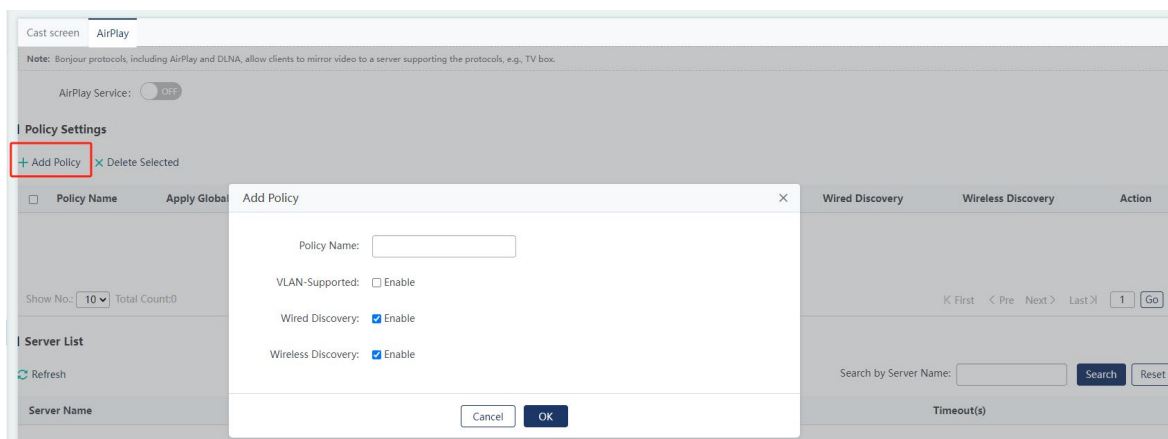 Cast screen AirPlay
Note: Bonjour protocols, including AirPlay and DLNA, allow clients to mirror video to a server supporting the protocols, e.g., TV box.
AirPlay Service: OFF
Policy Settings
+ Add Policy × Delete Selected
Policy Name Apply Global Wired Discovery Wireless Discovery Action
Add Policy ×
Policy Name:
VLAN-Supported: Enable
Wired Discovery: Enable
Wireless Discovery: Enable
Cancel OK
Show No.: 10 Total Count:0 First Pre Next Last 1 Go
Server List
Refresh Search by Server Name: Search Reset
Server Name Timeout(s)